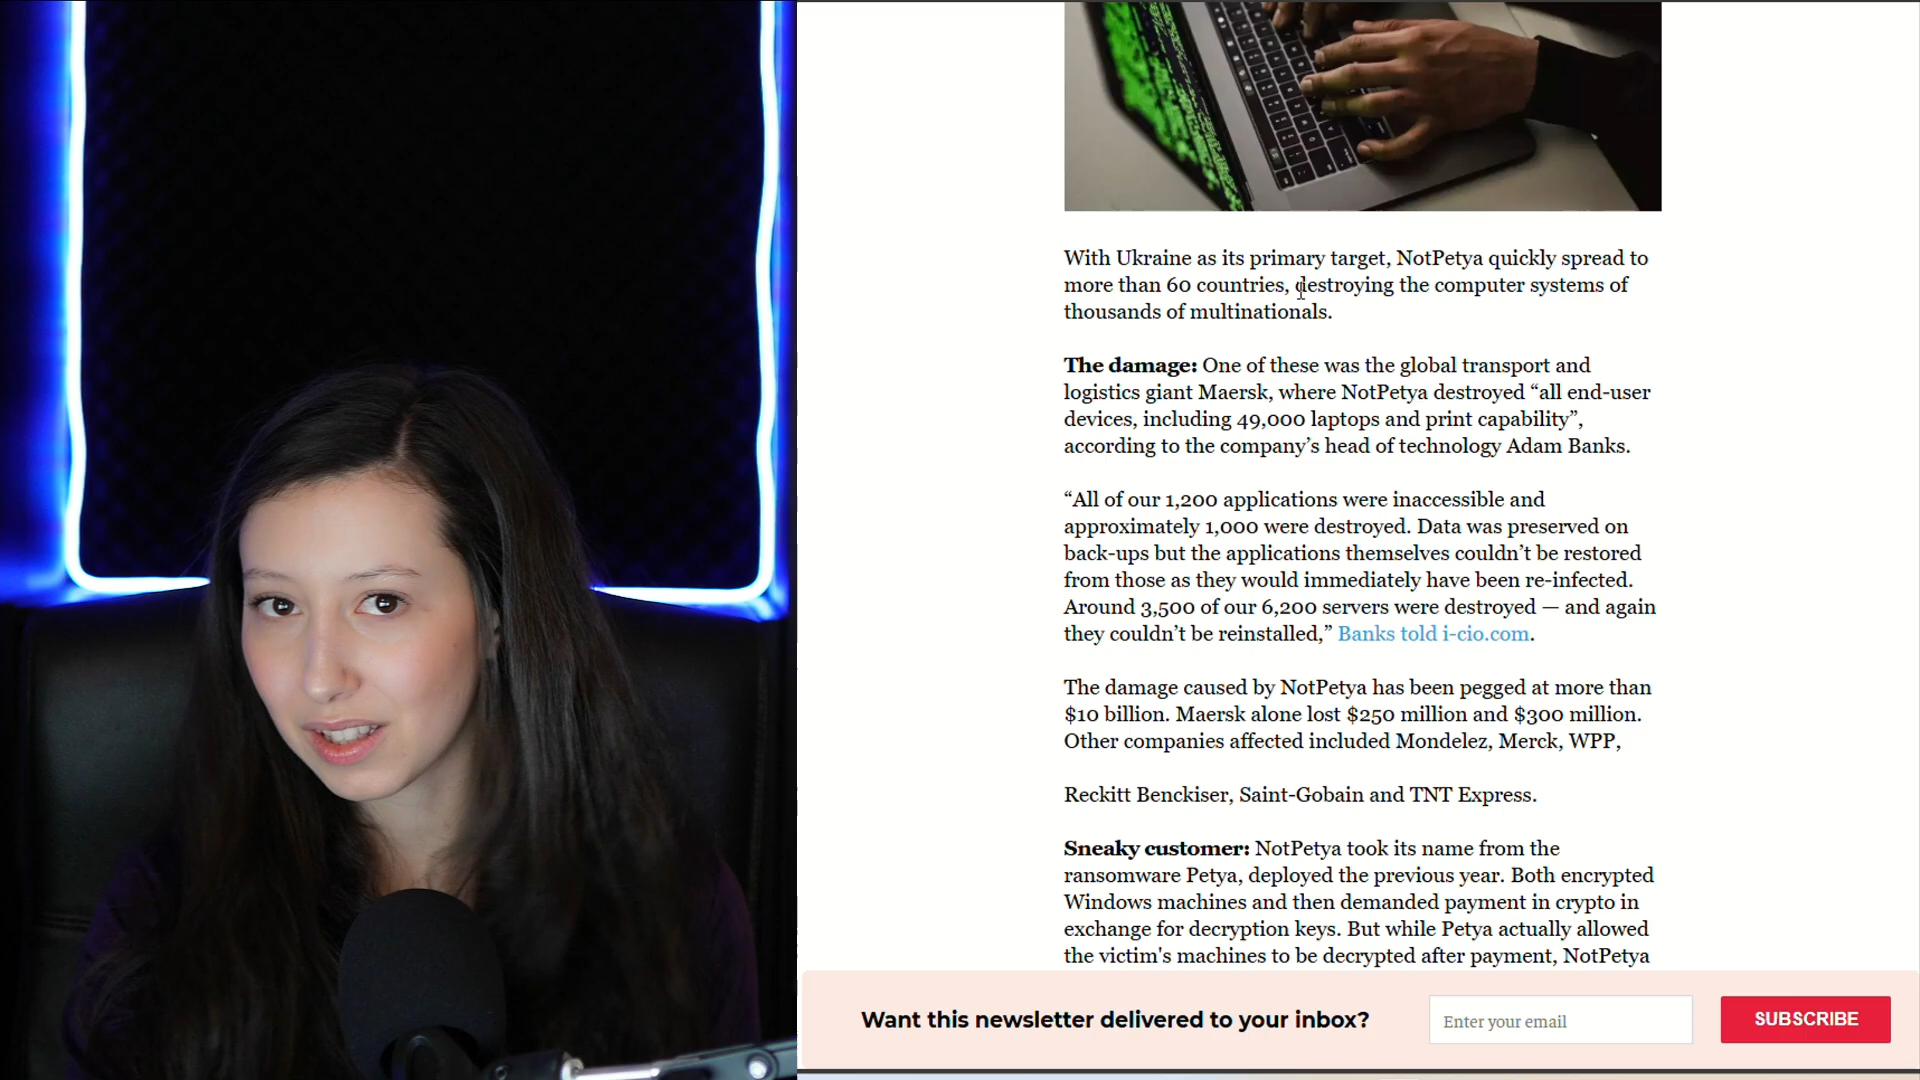 With Ukraine as its primary target, NotPetya quickly spread to
more than 60 countries, destroying the computer systems of
thousands of multinationals.
The damage: One of these was the global transport and
logistics giant Maersk, where NotPetya destroyed “all end-user
devices, including 49,000 laptops and print capability”,
according to the company’s head of technology Adam Banks.
“All of our 1,200 applications were inaccessible and
approximately 1,000 were destroyed. Data was preserved on
back-ups but the applications themselves couldn’t be restored
from those as they would immediately have been re-infected.
Around 3,500 of our 6,200 servers were destroyed — and again
they couldn’t be reinstalled,” Banks told i-cio.com.
The damage caused by NotPetya has been pegged at more than
$10 billion. Maersk alone lost $250 million and $300 million.
Other companies affected included Mondelez, Merck, WPP,
Reckitt Benckiser, Saint-Gobain and TNT Express.
Sneaky customer: NotPetya took its name from the
ransomware Petya, deployed the previous year. Both encrypted
Windows machines and then demanded payment in crypto in
exchange for decryption keys. But while Petya actually allowed
the victim's machines to be decrypted after payment, NotPetya
Want this newsletter delivered to your inbox?
Enter your email
SUBSCRIBE